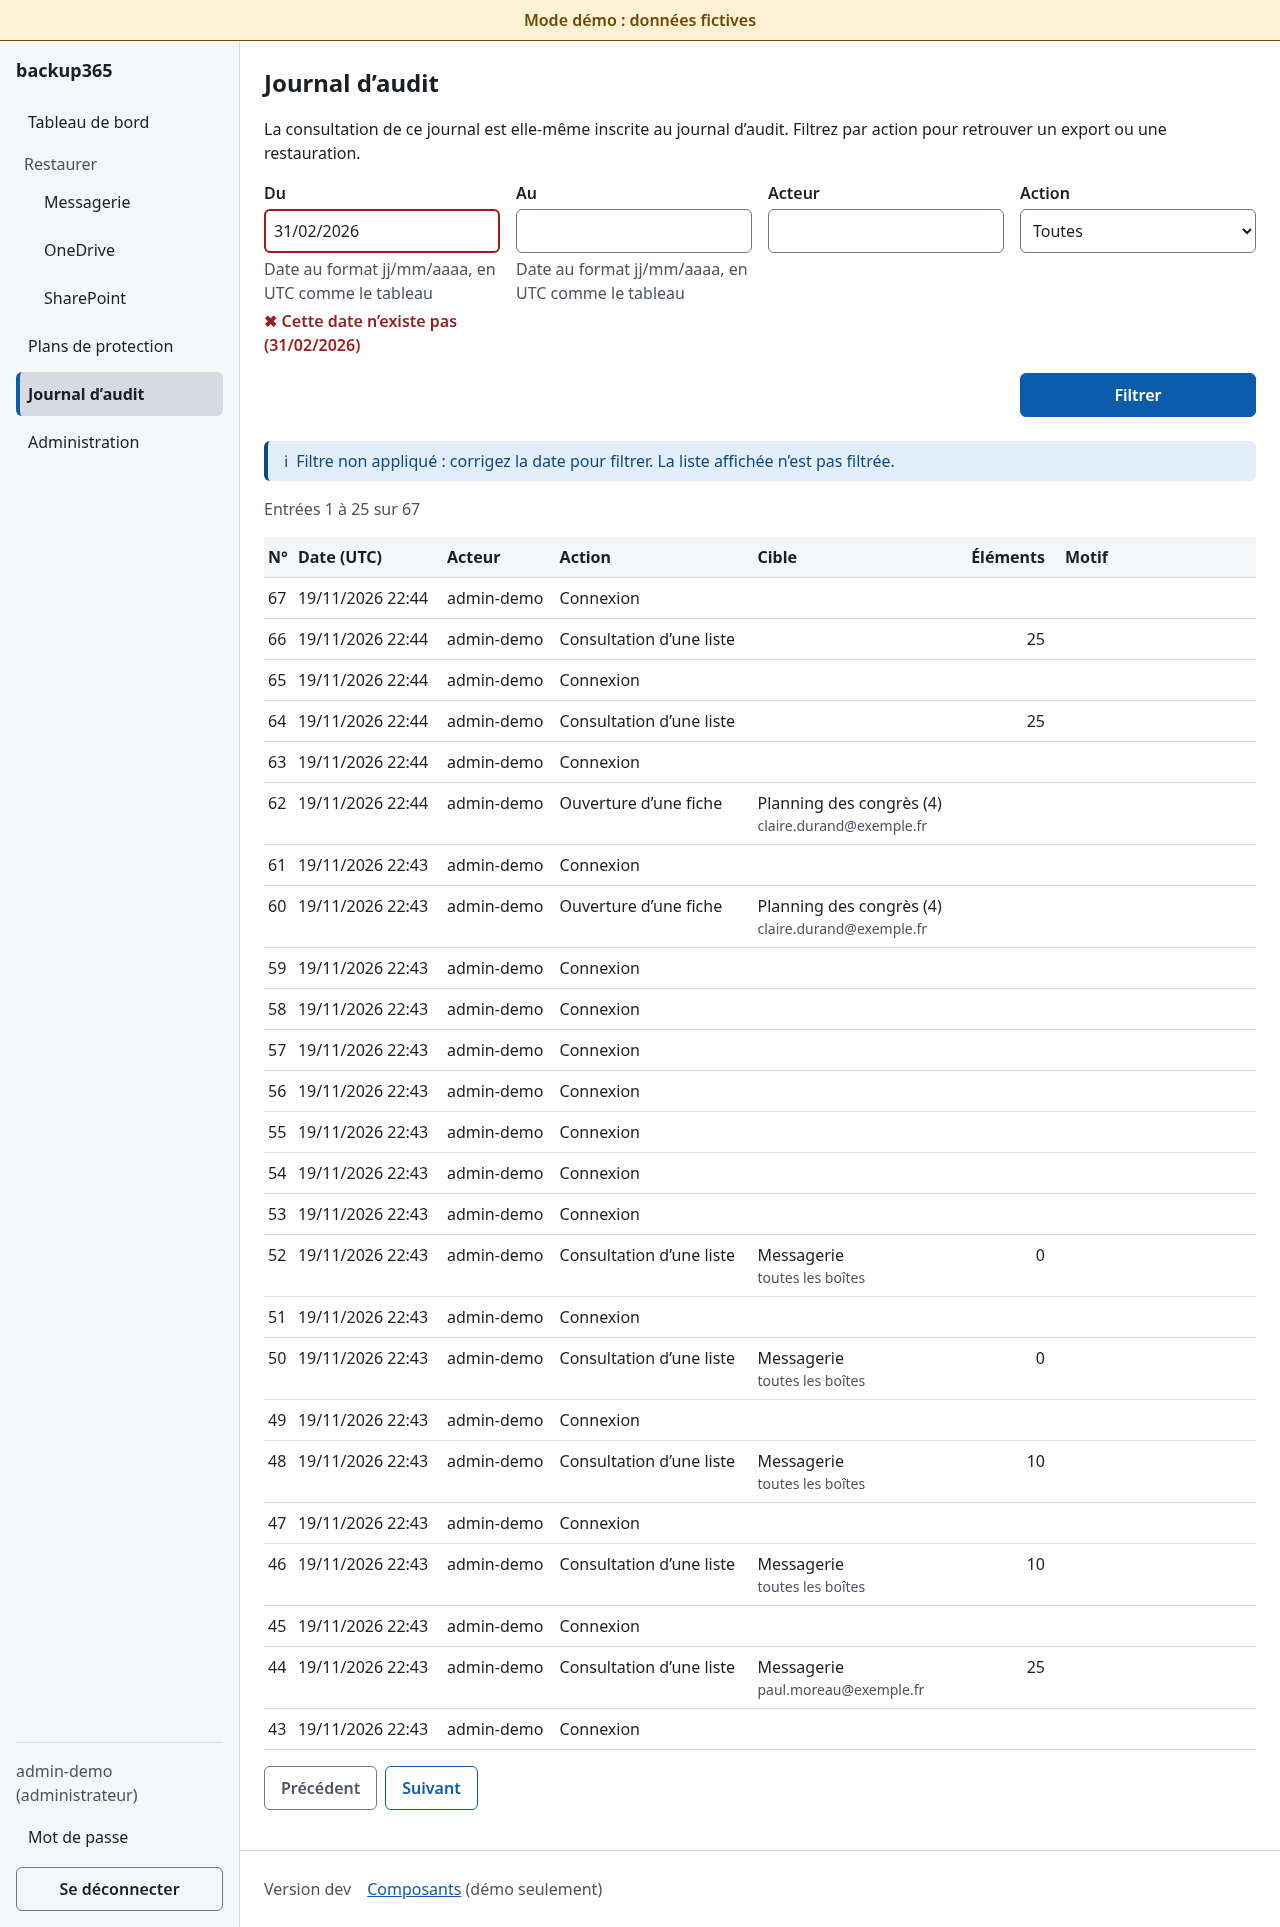 Mode démo : données fictives
backup365
Tableau de bord
Restaurer
Messagerie
OneDrive
SharePoint
Plans de protection
Journal d’audit
Administration
admin-demo
(administrateur)
Mot de passe
Se déconnecter
Journal d’audit
La consultation de ce journal est elle-même inscrite au journal d’audit. Filtrez par action pour retrouver un export ou une
restauration.
Du Au Acteur Action
31/02/2026 Toutes
Date au format jj/mm/aaaa, en Date au format jj/mm/aaaa, en
UTC comme le tableau UTC comme le tableau
✖ Cette date n’existe pas
(31/02/2026)
Filtrer
i Filtre non appliqué : corrigez la date pour filtrer. La liste affichée n’est pas filtrée.
Entrées 1 à 25 sur 67
N° Date (UTC) Acteur Action Cible Éléments Motif
67 19/11/2026 22:44 admin-demo Connexion
66 19/11/2026 22:44 admin-demo Consultation d’une liste 25
65 19/11/2026 22:44 admin-demo Connexion
64 19/11/2026 22:44 admin-demo Consultation d’une liste 25
63 19/11/2026 22:44 admin-demo Connexion
62 19/11/2026 22:44 admin-demo Ouverture d’une fiche Planning des congrès (4)
claire.durand@exemple.fr
61 19/11/2026 22:43 admin-demo Connexion
60 19/11/2026 22:43 admin-demo Ouverture d’une fiche Planning des congrès (4)
claire.durand@exemple.fr
59 19/11/2026 22:43 admin-demo Connexion
58 19/11/2026 22:43 admin-demo Connexion
57 19/11/2026 22:43 admin-demo Connexion
56 19/11/2026 22:43 admin-demo Connexion
55 19/11/2026 22:43 admin-demo Connexion
54 19/11/2026 22:43 admin-demo Connexion
53 19/11/2026 22:43 admin-demo Connexion
52 19/11/2026 22:43 admin-demo Consultation d’une liste Messagerie 0
toutes les boîtes
51 19/11/2026 22:43 admin-demo Connexion
50 19/11/2026 22:43 admin-demo Consultation d’une liste Messagerie 0
toutes les boîtes
49 19/11/2026 22:43 admin-demo Connexion
48 19/11/2026 22:43 admin-demo Consultation d’une liste Messagerie 10
toutes les boîtes
47 19/11/2026 22:43 admin-demo Connexion
46 19/11/2026 22:43 admin-demo Consultation d’une liste Messagerie 10
toutes les boîtes
45 19/11/2026 22:43 admin-demo Connexion
44 19/11/2026 22:43 admin-demo Consultation d’une liste Messagerie 25
paul.moreau@exemple.fr
43 19/11/2026 22:43 admin-demo Connexion
Précédent Suivant
Version dev Composants (démo seulement)